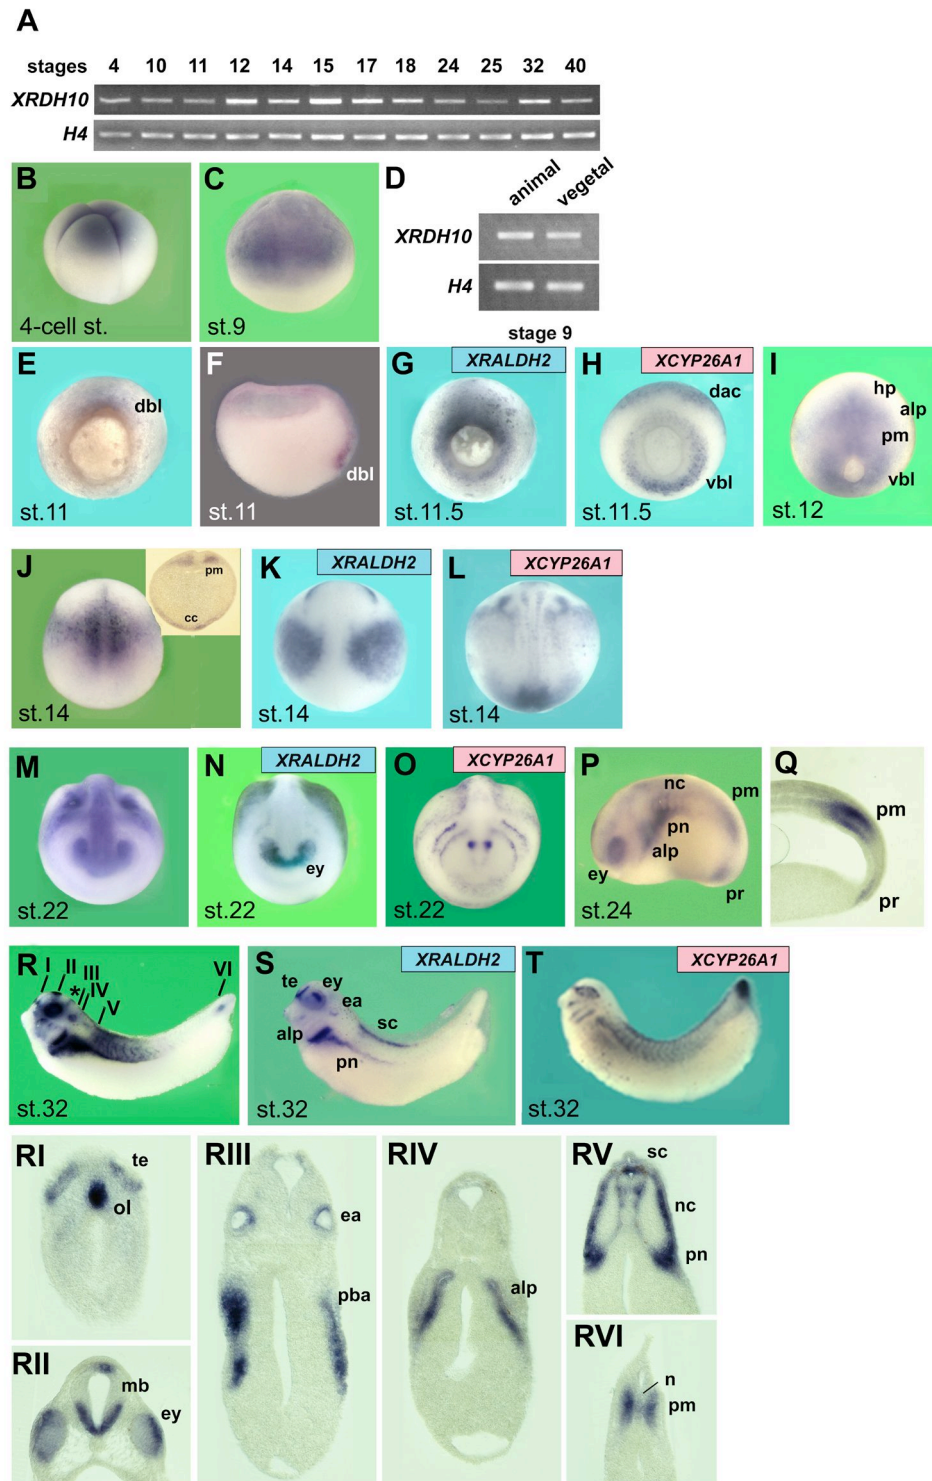 A
stages 4 10 11 12 14 15 17 18 24 25 32 40
XRDH10
H4
B
4-cell st.
C
st.9
D
animal vegetal
XRDH10
H4
stage 9
E
dbl
st.11
F
dbl
st.11
G
XRALDH2
st.11.5
H
XCYP26A1
dac
vbl
st.11.5
I
hp
alp
pm
vbl
st.12
J
pm
cc
st.14
K
XRALDH2
st.14
L
XCYP26A1
st.14
M
st.22
N
XRALDH2
ey
st.22
O
XCYP26A1
st.22
P
nc
pm
pn
alp
ey
pr
st.24
Q
pm
pr
R
I II * III IV V VI
st.32
S
XRALDH2
te ey
ea
alp
sc
pn
st.32
T
XCYP26A1
st.32
RI
te
ol
RII
mb
ey
RIII
ea
pba
RIV
alp
RV
sc
nc
pn
RVI
n
pm